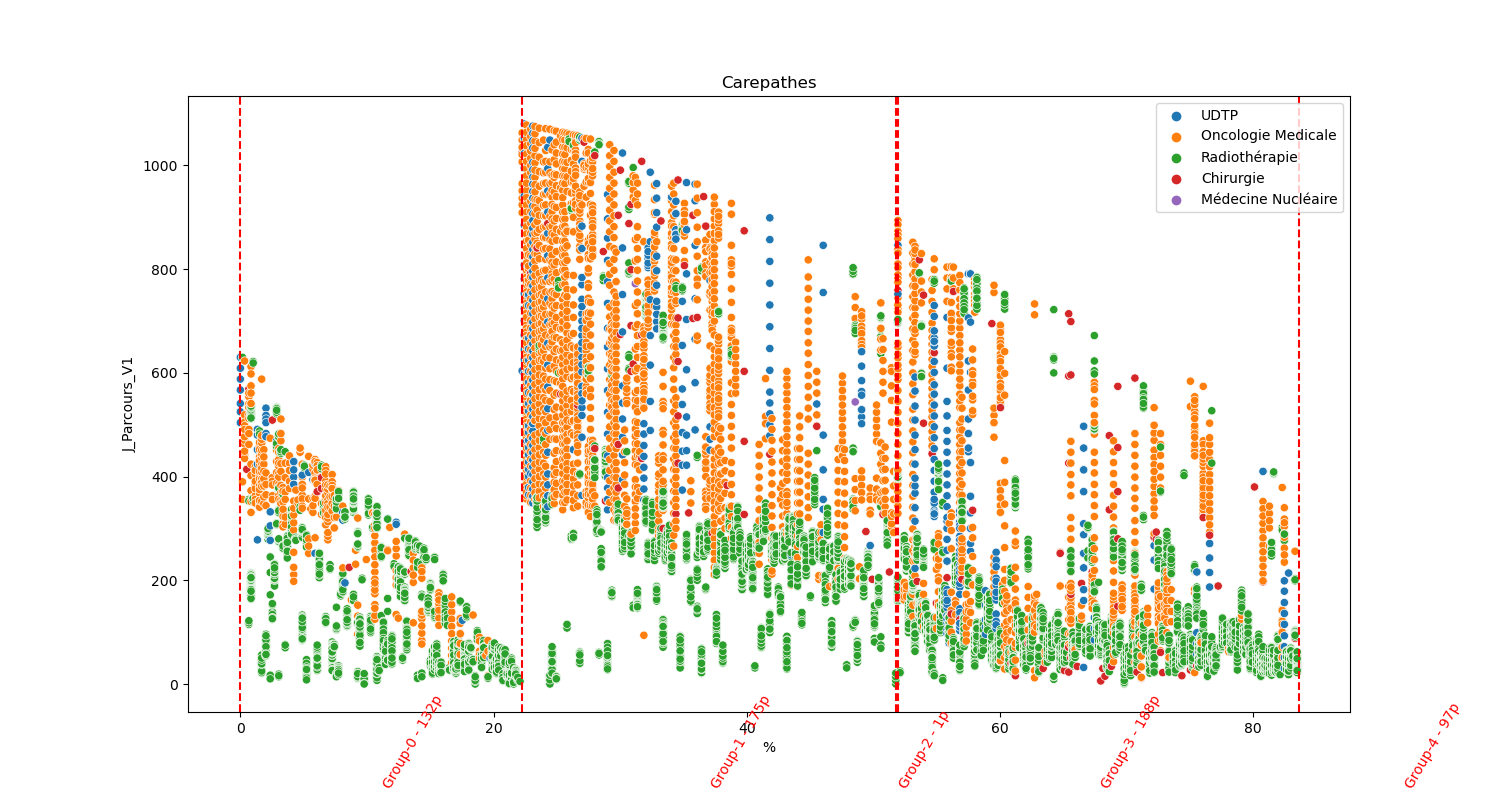 Carepathes
UDTP
Oncologie Medicale
Radiothérapie
Chirurgie
Médecine Nucléaire
J_Parcours_V1
1000
800
600
400
200
0
0
20
40
60
80
%
Group-0 - 132p
Group-1 - 175p
Group-2 - 1p
Group-3 - 188p
Group-4 - 97p